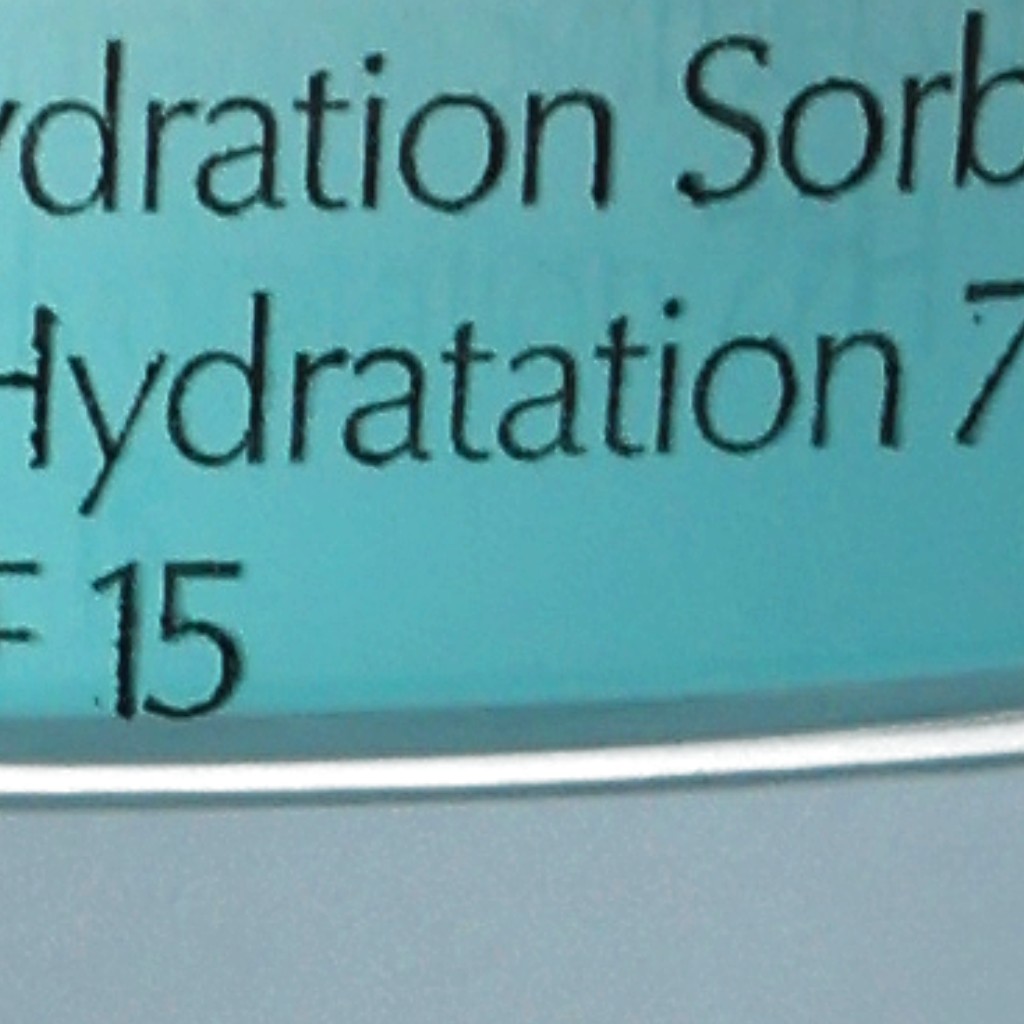 ydration Sorb
Hydratation 7
F 15